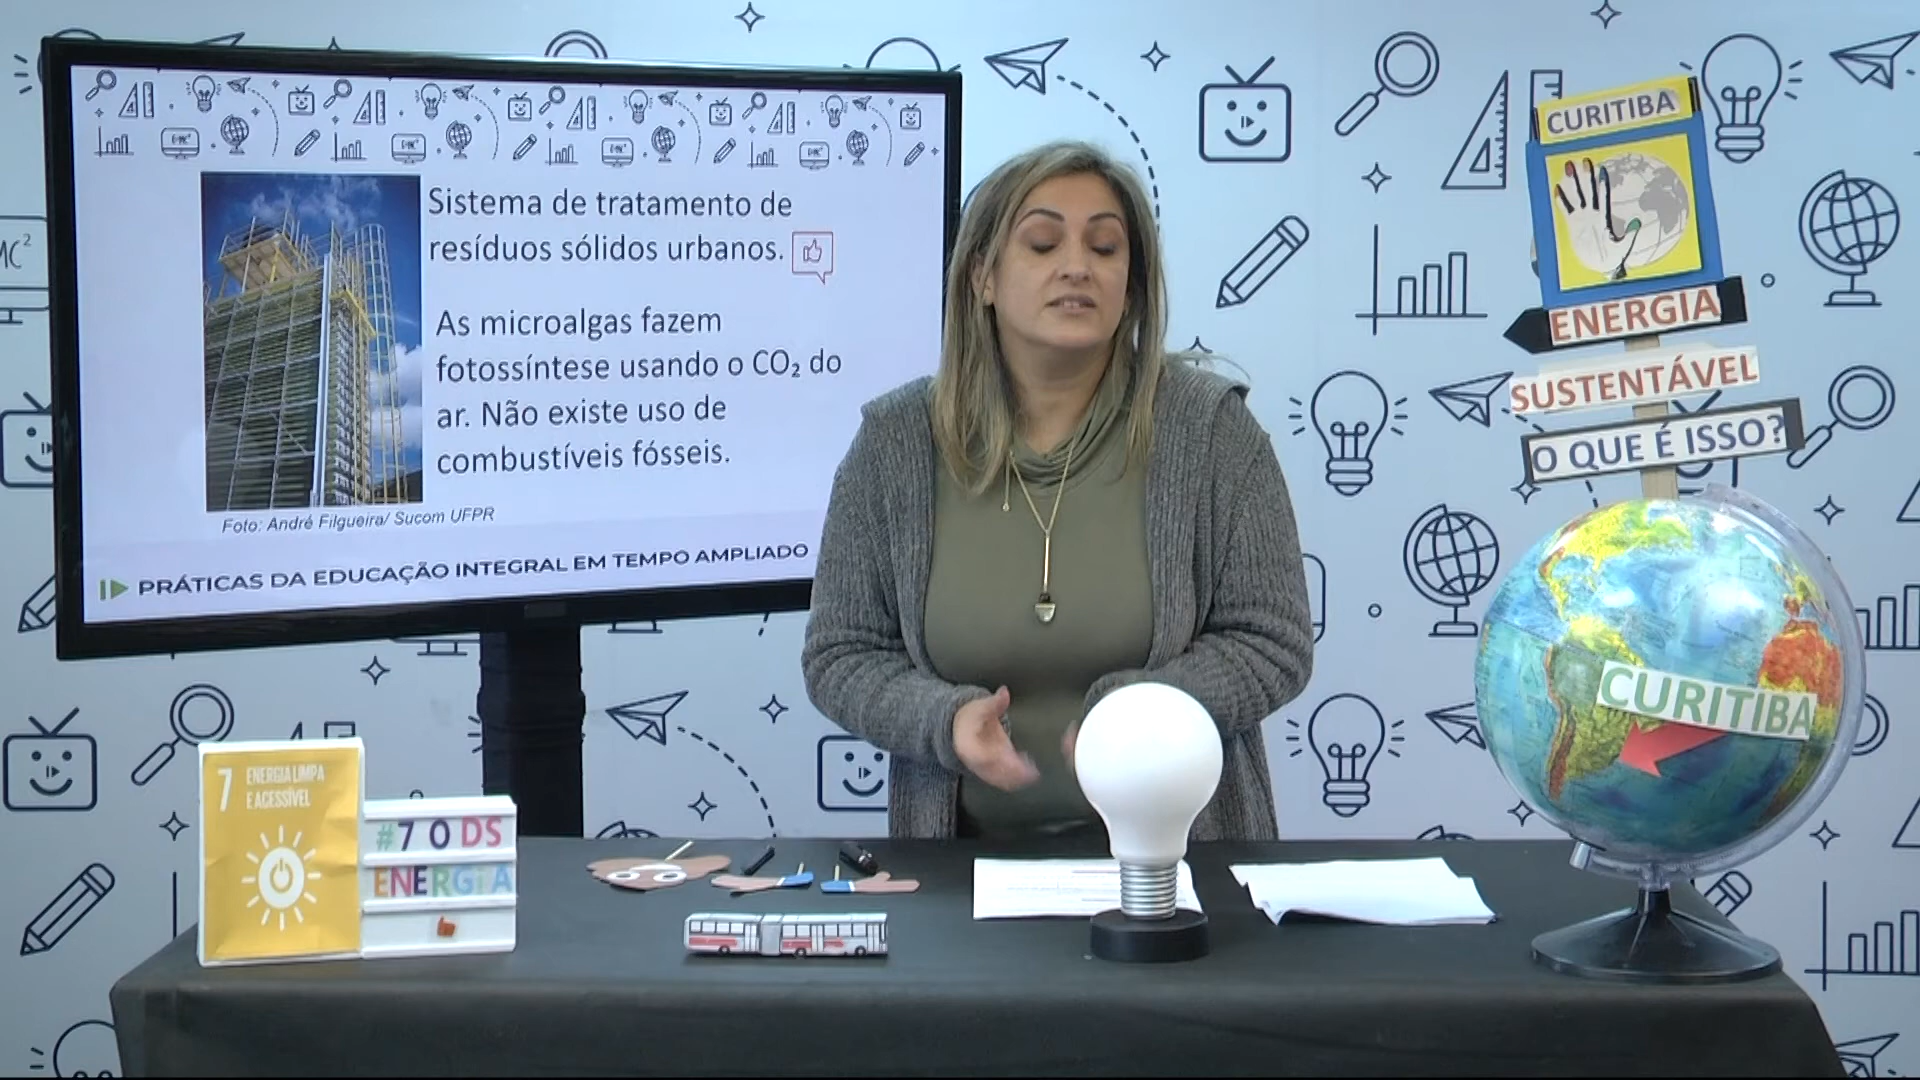 Sistema de tratamento de
resíduos sólidos urbanos.
As microalgas fazem
fotossíntese usando o CO₂ do
ar. Não existe uso de
combustíveis fósseis.
Foto: André Filgueira/ Sucom UFPR
PRÁTICAS DA EDUCAÇÃO INTEGRAL EM TEMPO AMPLIADO
CURITIBA
ENERGIA
SUSTENTÁVEL
O QUE É ISSO?
CURITIBA
7 ENERGIA LIMPA
E ACESSÍVEL
#7 O DS
ENERGiA